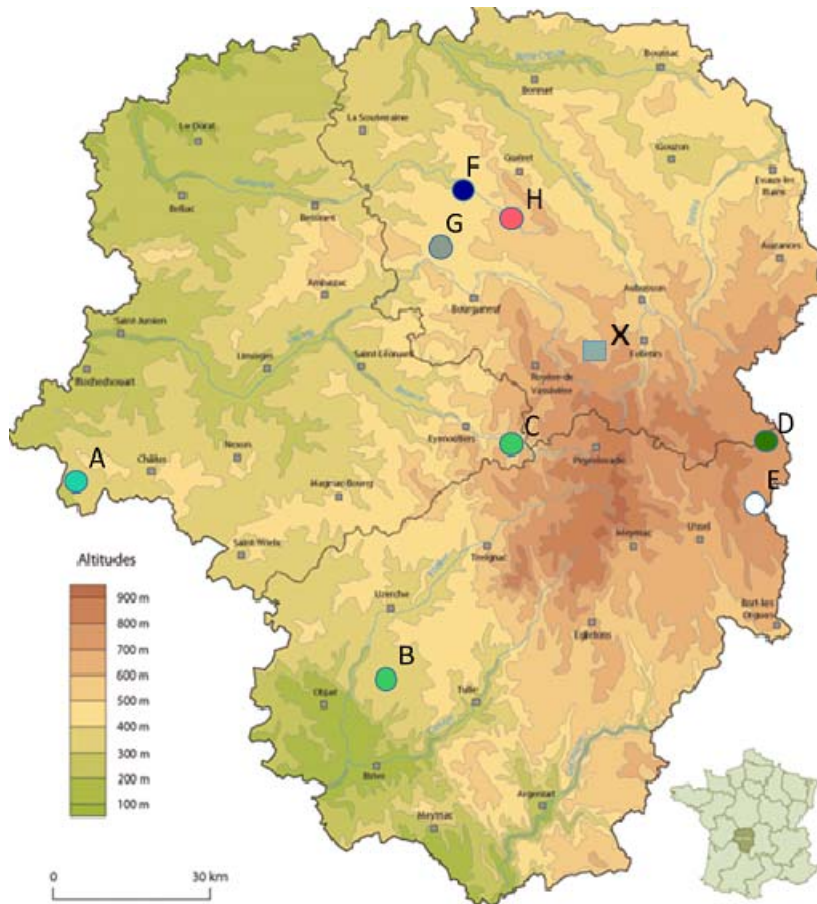 Boussac
Bonnat
La Souterraine
Le Dorat
Gouzon
Guéret
F
Evaux-les
Bains
Bellac
H
Bessines
G
Auzances
Ambazac
Aubusson
Bourganeuf
Saint-Junien
X
Felletin
Limoges
Saint-Léonard
Rochechouart
Royère-de
Vassivière
Eymoutiers
C
D
A
Nexon
Châlus
Peyrelevade
E
Magnac-Bourg
Ussel
Meymac
Treignac
Altitudes
900 m
800 m
700 m
600 m
500 m
400 m
300 m
200 m
100 m
Uzerche
Bort-les
Orgues
Egletons
B
Objat
Tulle
Brive
Argentat
Meyssac
0 30 km